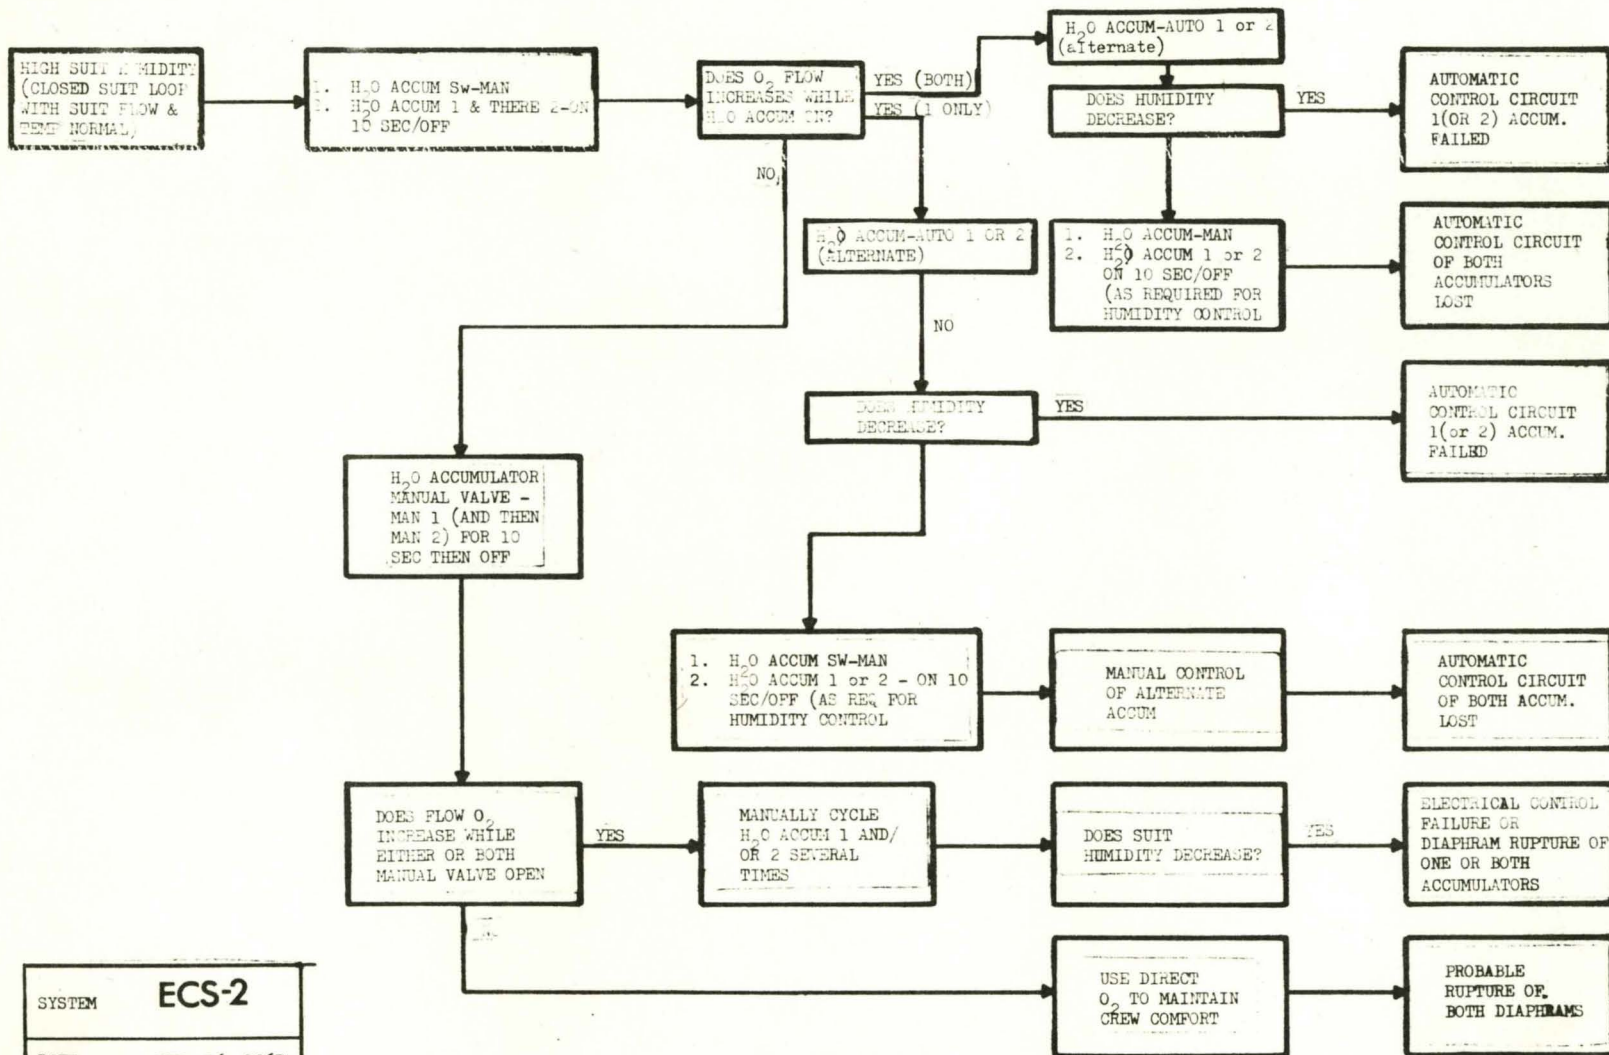 HIGH SUIT HUMIDITY
(CLOSED SUIT LOOP
WITH SUIT FLOW &
TEMP NORMAL)
1. H2O ACCUM Sw-MAN
H2O ACCUM 1 & THERE 2-ON
10 SEC/OFF
DOES O2 FLOW
INCREASES WHILE
H2O ACCUM ON?
YES (BOTH)
YES (1 ONLY)
NO
H2O ACCUM-AUTO 1 or 2
(alternate)
DOES HUMIDITY
DECREASE?
YES
AUTOMATIC
CONTROL CIRCUIT
1(OR 2) ACCUM.
FAILED
H2O ACCUM-AUTO 1 OR 2
(ALTERNATE)
1. H2O ACCUM-MAN
2. H2O ACCUM 1 or 2
ON 10 SEC/OFF
(AS REQUIRED FOR
HUMIDITY CONTROL
AUTOMATIC
CONTROL CIRCUIT
OF BOTH
ACCUMULATORS
LOST
NO
DOES HUMIDITY
DECREASE?
YES
AUTOMATIC
CONTROL CIRCUIT
1(or 2) ACCUM.
FAILED
H2O ACCUMULATOR
MANUAL VALVE -
MAN 1 (AND THEN
MAN 2) FOR 10
SEC THEN OFF
1. H2O ACCUM SW-MAN
2. H2O ACCUM 1 or 2 - ON 10
SEC/OFF (AS REQ FOR
HUMIDITY CONTROL
MANUAL CONTROL
OF ALTERNATE
ACCUM
AUTOMATIC
CONTROL CIRCUIT
OF BOTH ACCUM.
LOST
DOES FLOW O2
INCREASE WHILE
EITHER OR BOTH
MANUAL VALVE OPEN
YES
MANUALLY CYCLE
H2O ACCUM 1 AND/
OR 2 SEVERAL
TIMES
DOES SUIT
HUMIDITY DECREASE?
YES
ELECTRICAL CONTROL
FAILURE OR
DIAPHRAM RUPTURE OF
ONE OR BOTH
ACCUMULATORS
USE DIRECT
O2 TO MAINTAIN
CREW COMFORT
PROBABLE
RUPTURE OF
BOTH DIAPHRAMS
SYSTEM ECS-2